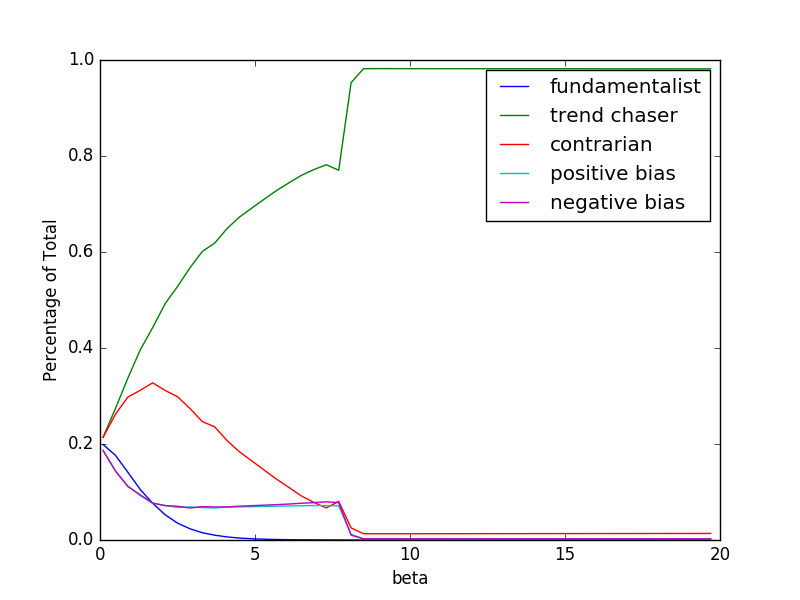 1.0
0.8
0.6
0.4
0.2
0.0
Percentage of Total
fundamentalist
trend chaser
contrarian
positive bias
negative bias
0 5 10 15 20
beta